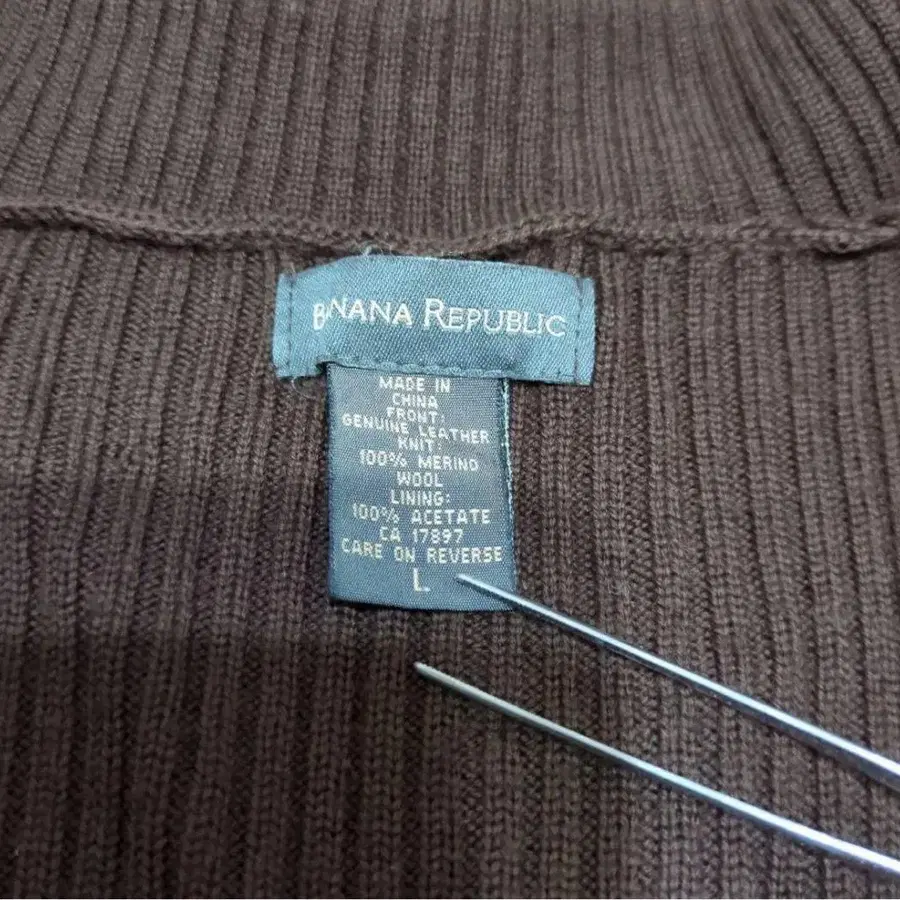 BANANA REPUBLIC
MADE IN
CHINA
FRONT:
GENUINE LEATHER
KNIT:
100% MERINO
WOOL
LINING:
100% ACETATE
CA 17897
CARE ON REVERSE
L